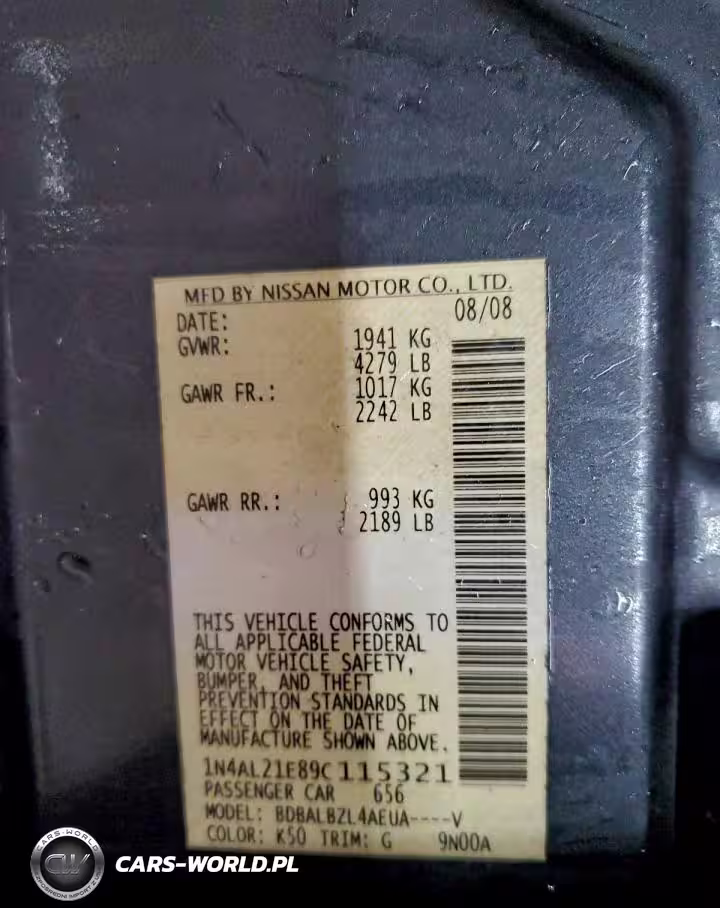 MFD BY NISSAN MOTOR CO., LTD.
DATE: 08/08
GVWR: 1941 KG
4279 LB
GAWR FR.: 1017 KG
2242 LB
GAWR RR.: 993 KG
2189 LB
THIS VEHICLE CONFORMS TO
ALL APPLICABLE FEDERAL
MOTOR VEHICLE SAFETY,
BUMPER, AND THEFT
PREVENTION STANDARDS IN
EFFECT ON THE DATE OF
MANUFACTURE SHOWN ABOVE.
1N4AL21E89C115321
PASSENGER CAR 656
MODEL: BDBALBZL4AEUA----V
COLOR: K50 TRIM: G 9N00A
CARS-WORLD
CW
CARS-WORLD.PL